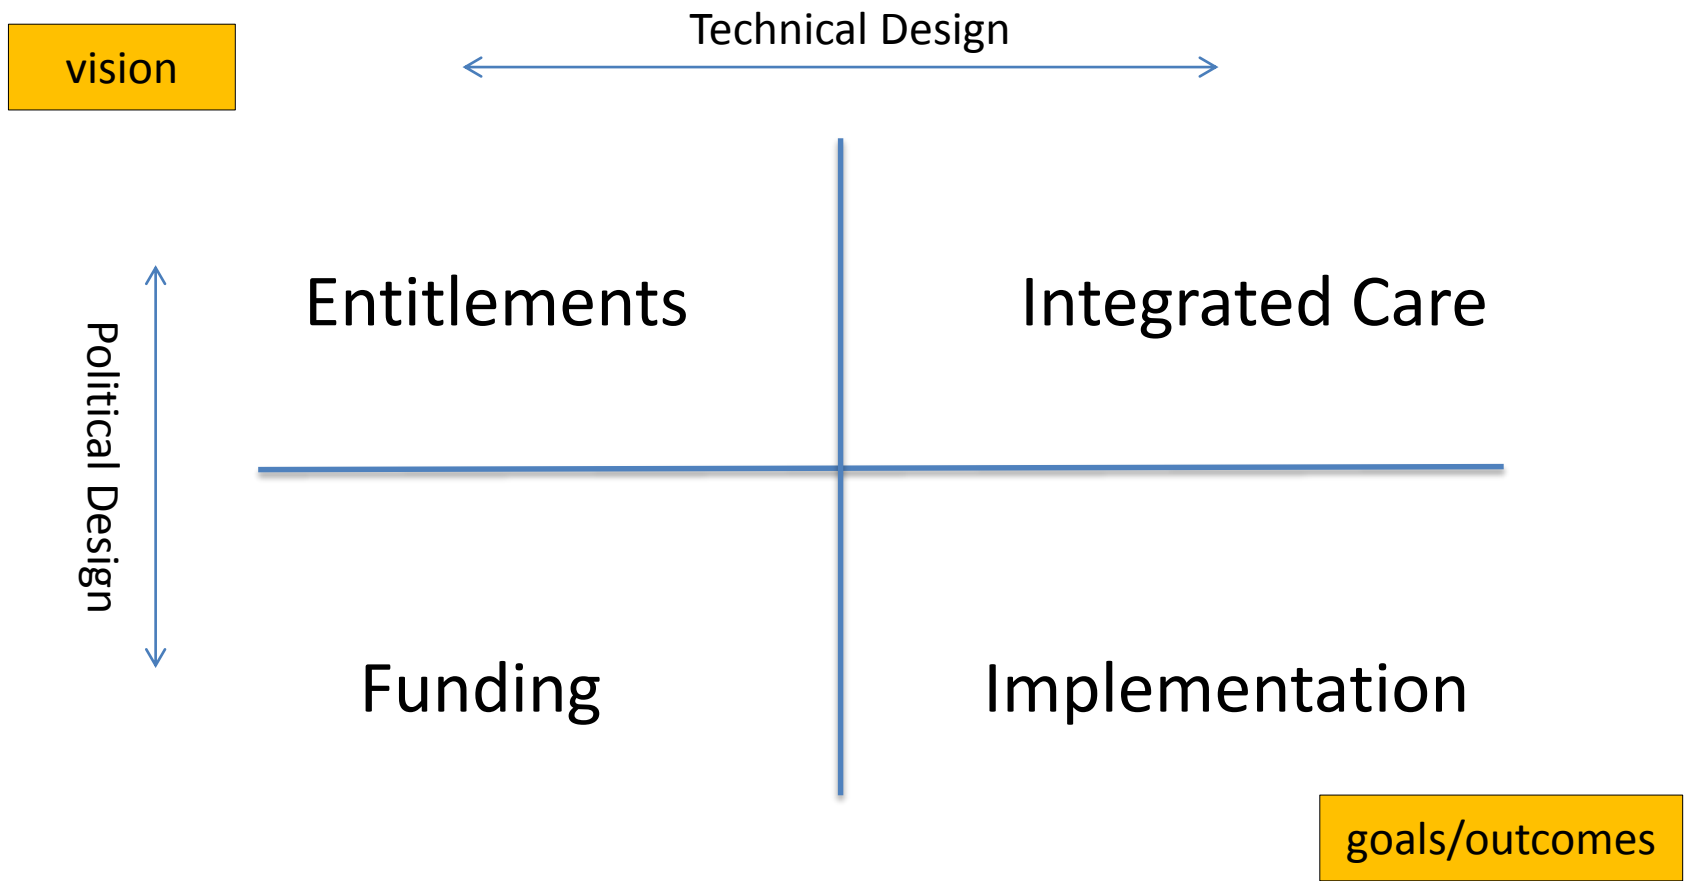 Technical Design
vision
Entitlements
Integrated Care
Political Design
Funding
Implementation
goals/outcomes